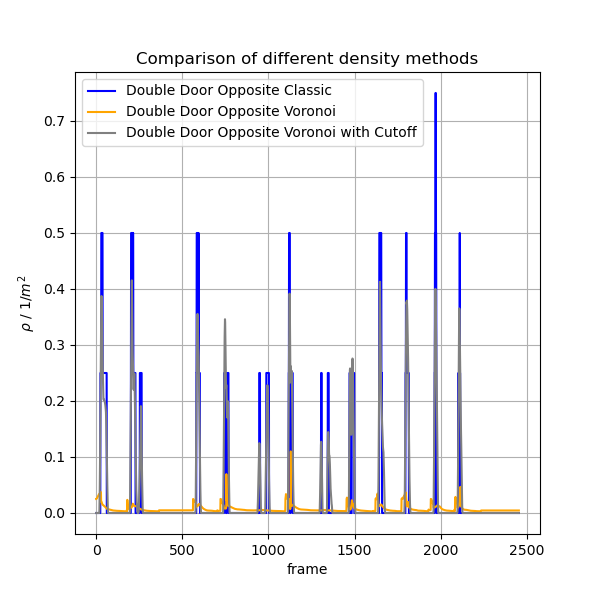 Comparison of different density methods
Double Door Opposite Classic
Double Door Opposite Voronoi
Double Door Opposite Voronoi with Cutoff
0.7
0.6
0.5
0.4
0.3
0.2
0.1
0.0
ρ / 1/m²
0 500 1000 1500 2000 2500
frame